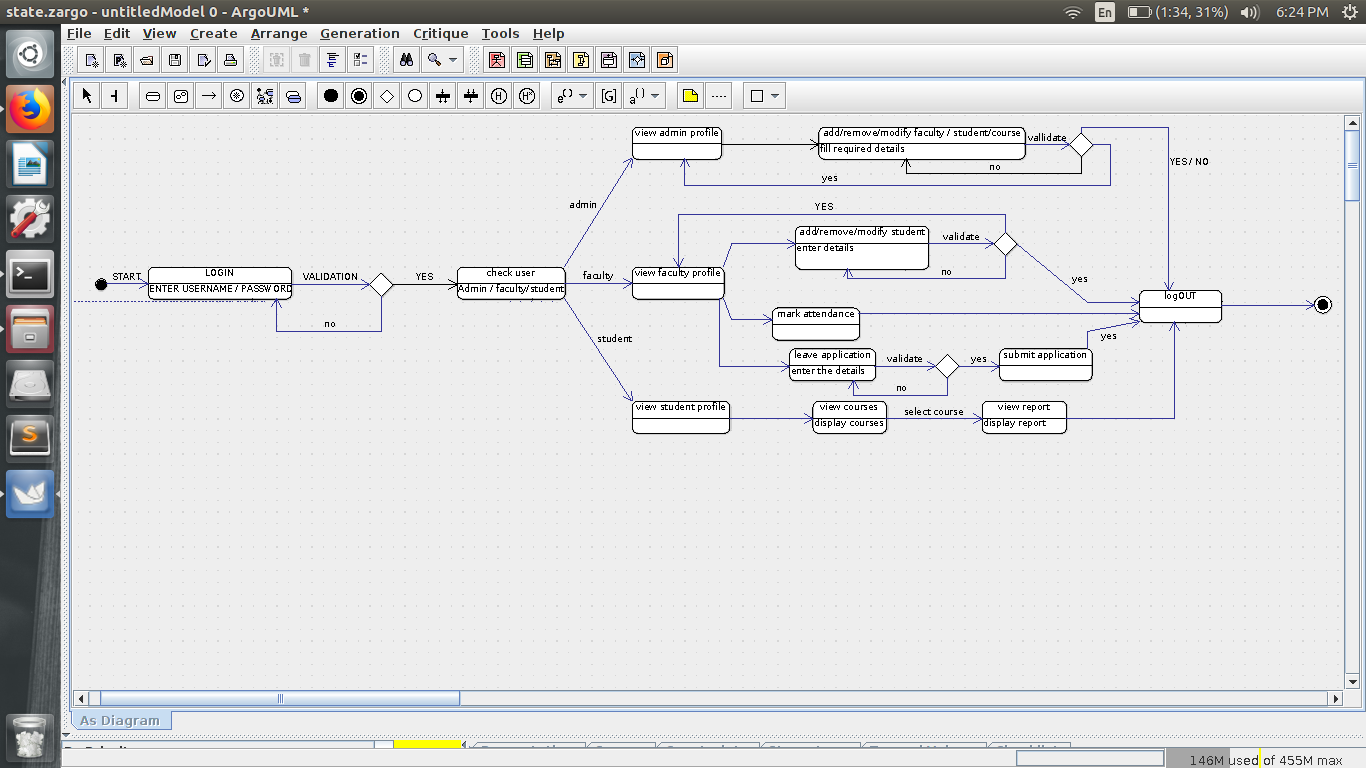 state.zargo - untitledModel 0 - ArgoUML *
En
(1:34, 31%)
6:24 PM
File Edit View Create Arrange Generation Critique Tools Help
view admin profile
add/remove/modify faculty / student/course
fill required details
vallidate
no
yes
YES / NO
admin
YES
add/remove/modify student
enter details
validate
no
yes
START
LOGIN
ENTER USERNAME / PASSWORD
VALIDATION
no
YES
check user
Admin / faculty/student
faculty
view faculty profile
logOUT
mark attendance
student
leave application
enter the details
validate
no
yes
submit application
yes
view student profile
view courses
display courses
select course
view report
display report
As Diagram
146M used of 455M max